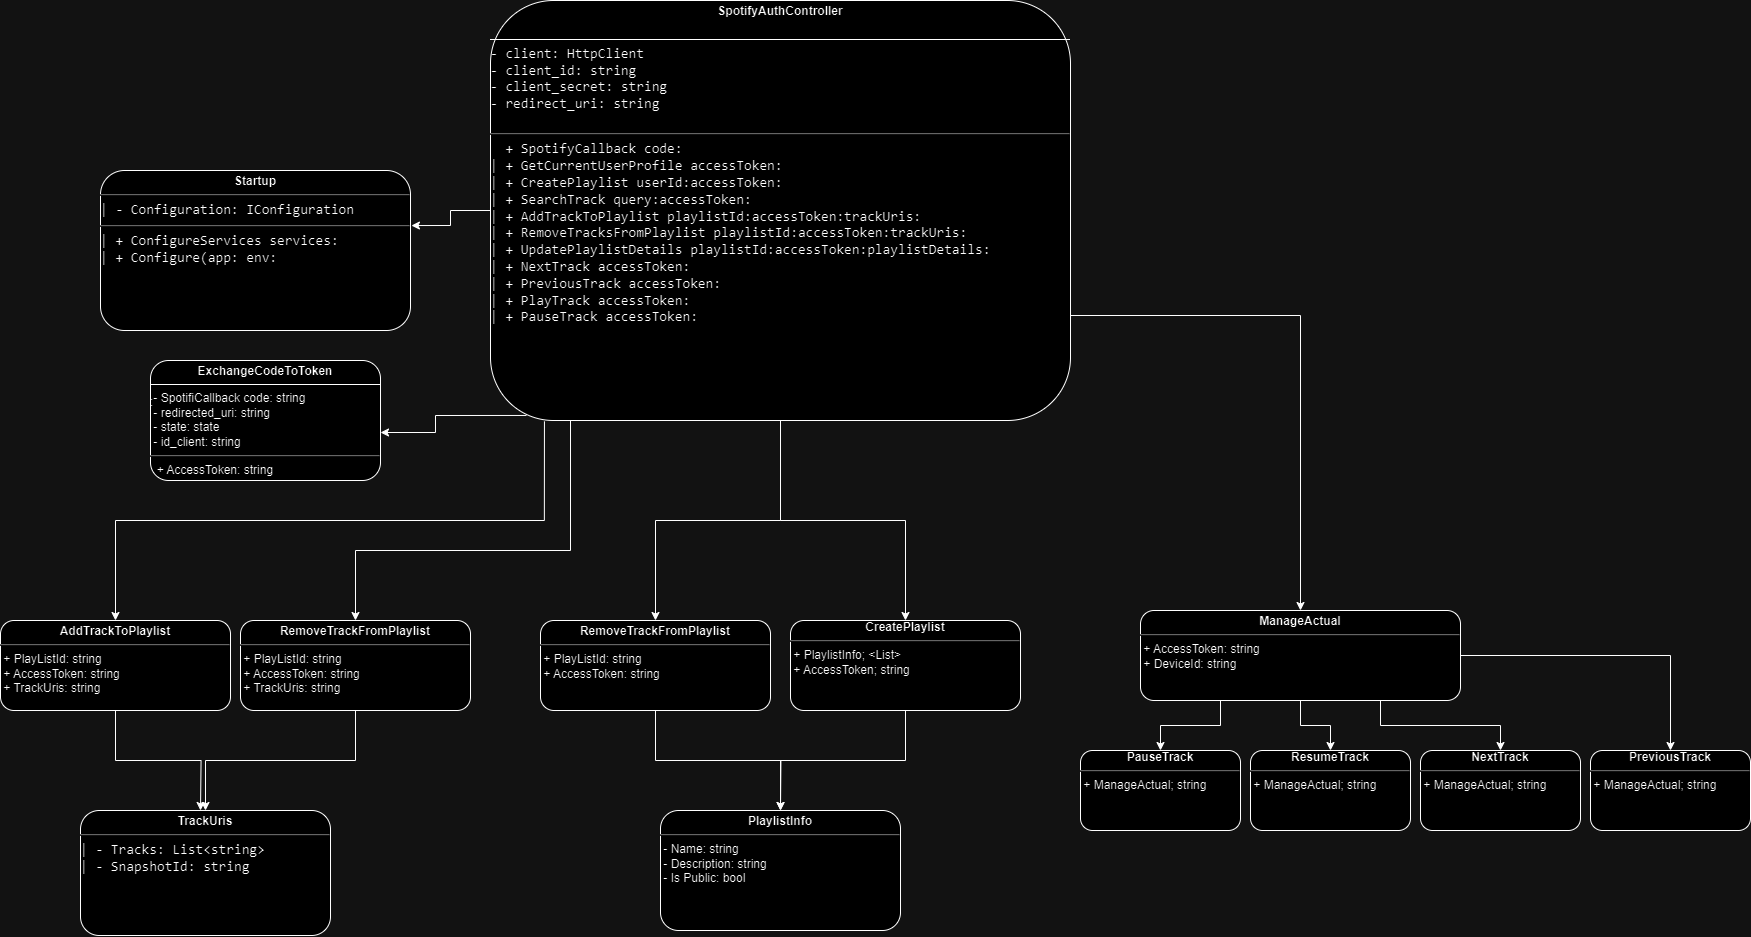 SpotifyAuthController
- client: HttpClient
- client_id: string
- client_secret: string
- redirect_uri: string
+ SpotifyCallback code:
| + GetCurrentUserProfile accessToken:
| + CreatePlaylist userId:accessToken:
| + SearchTrack query:accessToken:
| + AddTrackToPlaylist playlistId:accessToken:trackUris:
| + RemoveTracksFromPlaylist playlistId:accessToken:trackUris:
| + UpdatePlaylistDetails playlistId:accessToken:playlistDetails:
| + NextTrack accessToken:
| + PreviousTrack accessToken:
| + PlayTrack accessToken:
| + PauseTrack accessToken:
Startup
| - Configuration: IConfiguration
| + ConfigureServices services:
| + Configure(app: env:
ExchangeCodeToToken
- SpotifiCallback code: string
- redirected_uri: string
- state: state
- id_client: string
+ AccessToken: string
AddTrackToPlaylist
+ PlayListId: string
+ AccessToken: string
+ TrackUris: string
RemoveTrackFromPlaylist
+ PlayListId: string
+ AccessToken: string
+ TrackUris: string
RemoveTrackFromPlaylist
+ PlayListId: string
+ AccessToken: string
CreatePlaylist
+ PlaylistInfo; <List>
+ AccessToken; string
ManageActual
+ AccessToken: string
+ DeviceId: string
PauseTrack
+ ManageActual; string
ResumeTrack
+ ManageActual; string
NextTrack
+ ManageActual; string
PreviousTrack
+ ManageActual; string
TrackUris
| - Tracks: List<string>
| - SnapshotId: string
PlaylistInfo
- Name: string
- Description: string
- Is Public: bool